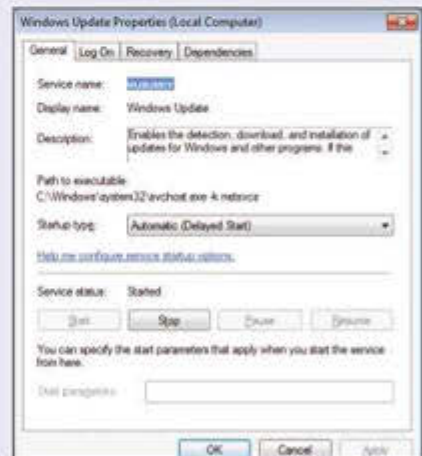 Windows Update Properties (Local Computer)
General Log On Recovery Dependencies
Service name: wuauserv
Display name: Windows Update
Description: Enables the detection, download, and installation of
updates for Windows and other programs. If this
Path to executable:
C:\Windows\system32\svchost.exe -k netsvcs
Startup type: Automatic (Delayed Start)
Help me configure service startup options.
Service status: Started
Start Stop Pause Resume
You can specify the start parameters that apply when you start the service
from here.
Start parameters:
OK Cancel Apply